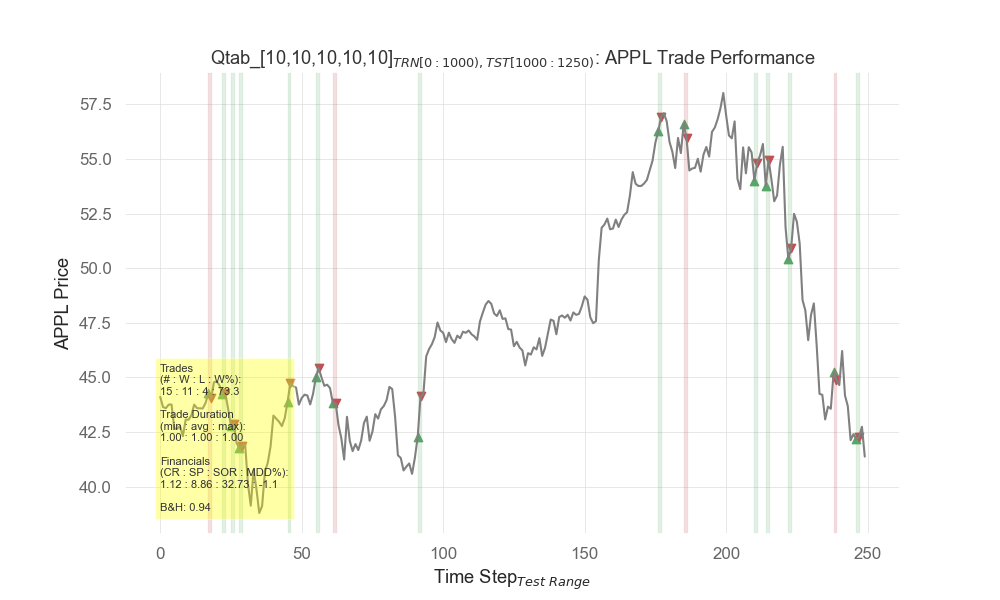 Qtab_[10,10,10,10,10]TRN[0 : 1000), TST[1000 : 1250): APPL Trade Performance
APPL Price
57.5
55.0
52.5
50.0
47.5
45.0
42.5
40.0
Trades
(# : W : L : W%):
15 : 11 : 4 : 73.3
Trade Duration
(min : avg : max):
1.00 : 1.00 : 1.00
Financials
(CR : SP : SOR : MDD%):
1.12 : 8.86 : 32.73 : -1.1
B&H: 0.94
0 50 100 150 200 250
Time StepTest Range